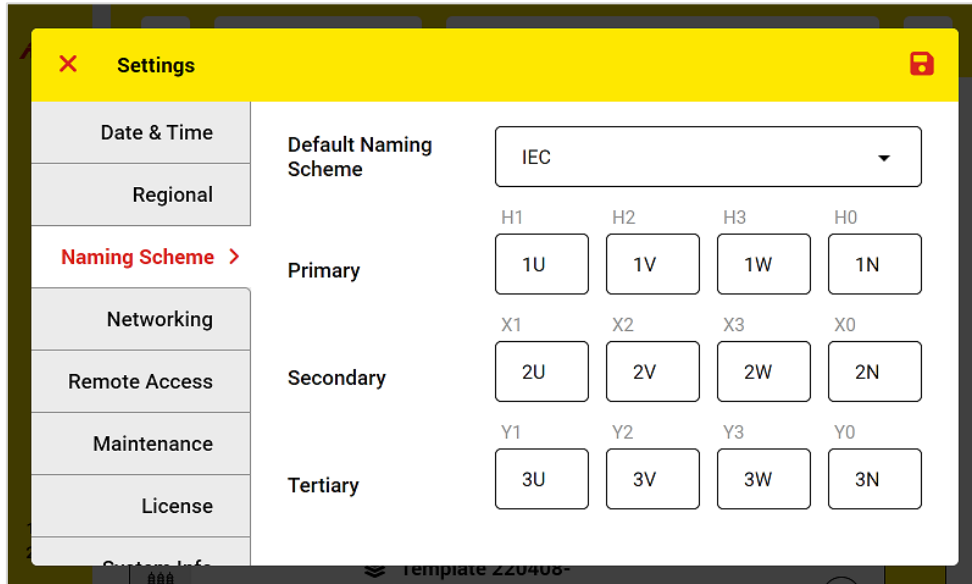 Settings
Date & Time
Regional
Naming Scheme
Networking
Remote Access
Maintenance
License
System Info
Default Naming
Scheme
IEC
H1 H2 H3 H0
Primary 1U 1V 1W 1N
X1 X2 X3 X0
Secondary 2U 2V 2W 2N
Y1 Y2 Y3 Y0
Tertiary 3U 3V 3W 3N
Template 220408-